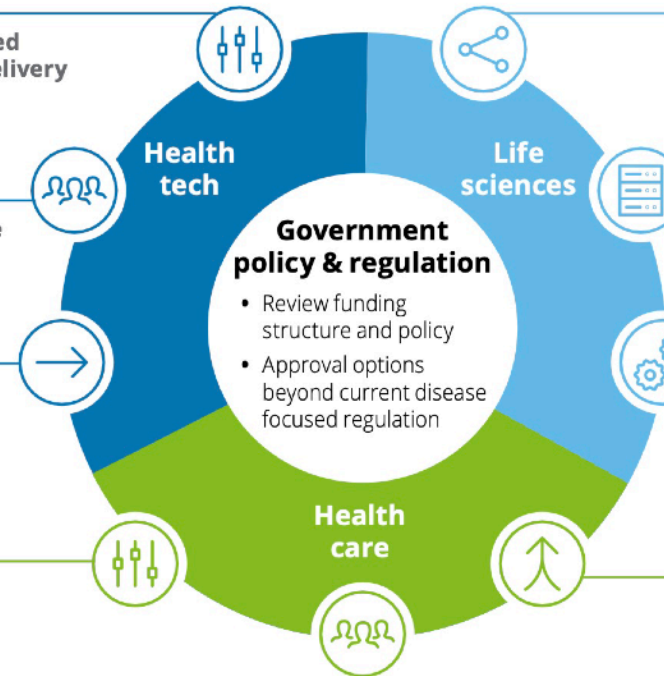 ed
elivery
e
Health
tech
Life
sciences
Government
policy & regulation
• Review funding
structure and policy
• Approval options
beyond current disease
focused regulation
Health
care